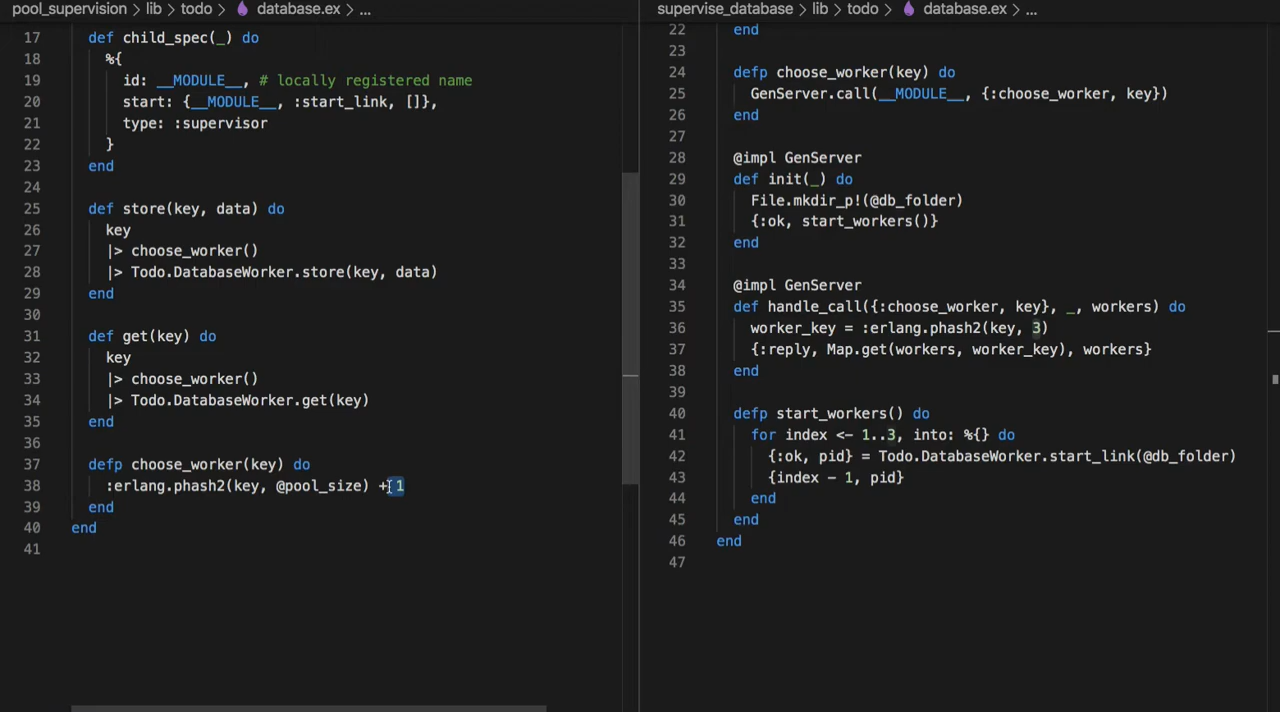 pool_supervision > lib > todo > database.ex > ...
17 def child_spec(_) do
18 %{
19 id: __MODULE__, # locally registered name
20 start: {__MODULE__, :start_link, []},
21 type: :supervisor
22 }
23 end
24
25 def store(key, data) do
26 key
27 |> choose_worker()
28 |> Todo.DatabaseWorker.store(key, data)
29 end
30
31 def get(key) do
32 key
33 |> choose_worker()
34 |> Todo.DatabaseWorker.get(key)
35 end
36
37 defp choose_worker(key) do
38 :erlang.phash2(key, @pool_size) + 1
39 end
40 end
41
supervise_database > lib > todo > database.ex > ...
22 end
23
24 defp choose_worker(key) do
25 GenServer.call(__MODULE__, {:choose_worker, key})
26 end
27
28 @impl GenServer
29 def init(_) do
30 File.mkdir_p!(@db_folder)
31 {:ok, start_workers()}
32 end
33
34 @impl GenServer
35 def handle_call({:choose_worker, key}, _, workers) do
36 worker_key = :erlang.phash2(key, 3)
37 {:reply, Map.get(workers, worker_key), workers}
38 end
39
40 defp start_workers() do
41 for index <- 1..3, into: %{} do
42 {:ok, pid} = Todo.DatabaseWorker.start_link(@db_folder)
43 {index - 1, pid}
44 end
45 end
46 end
47